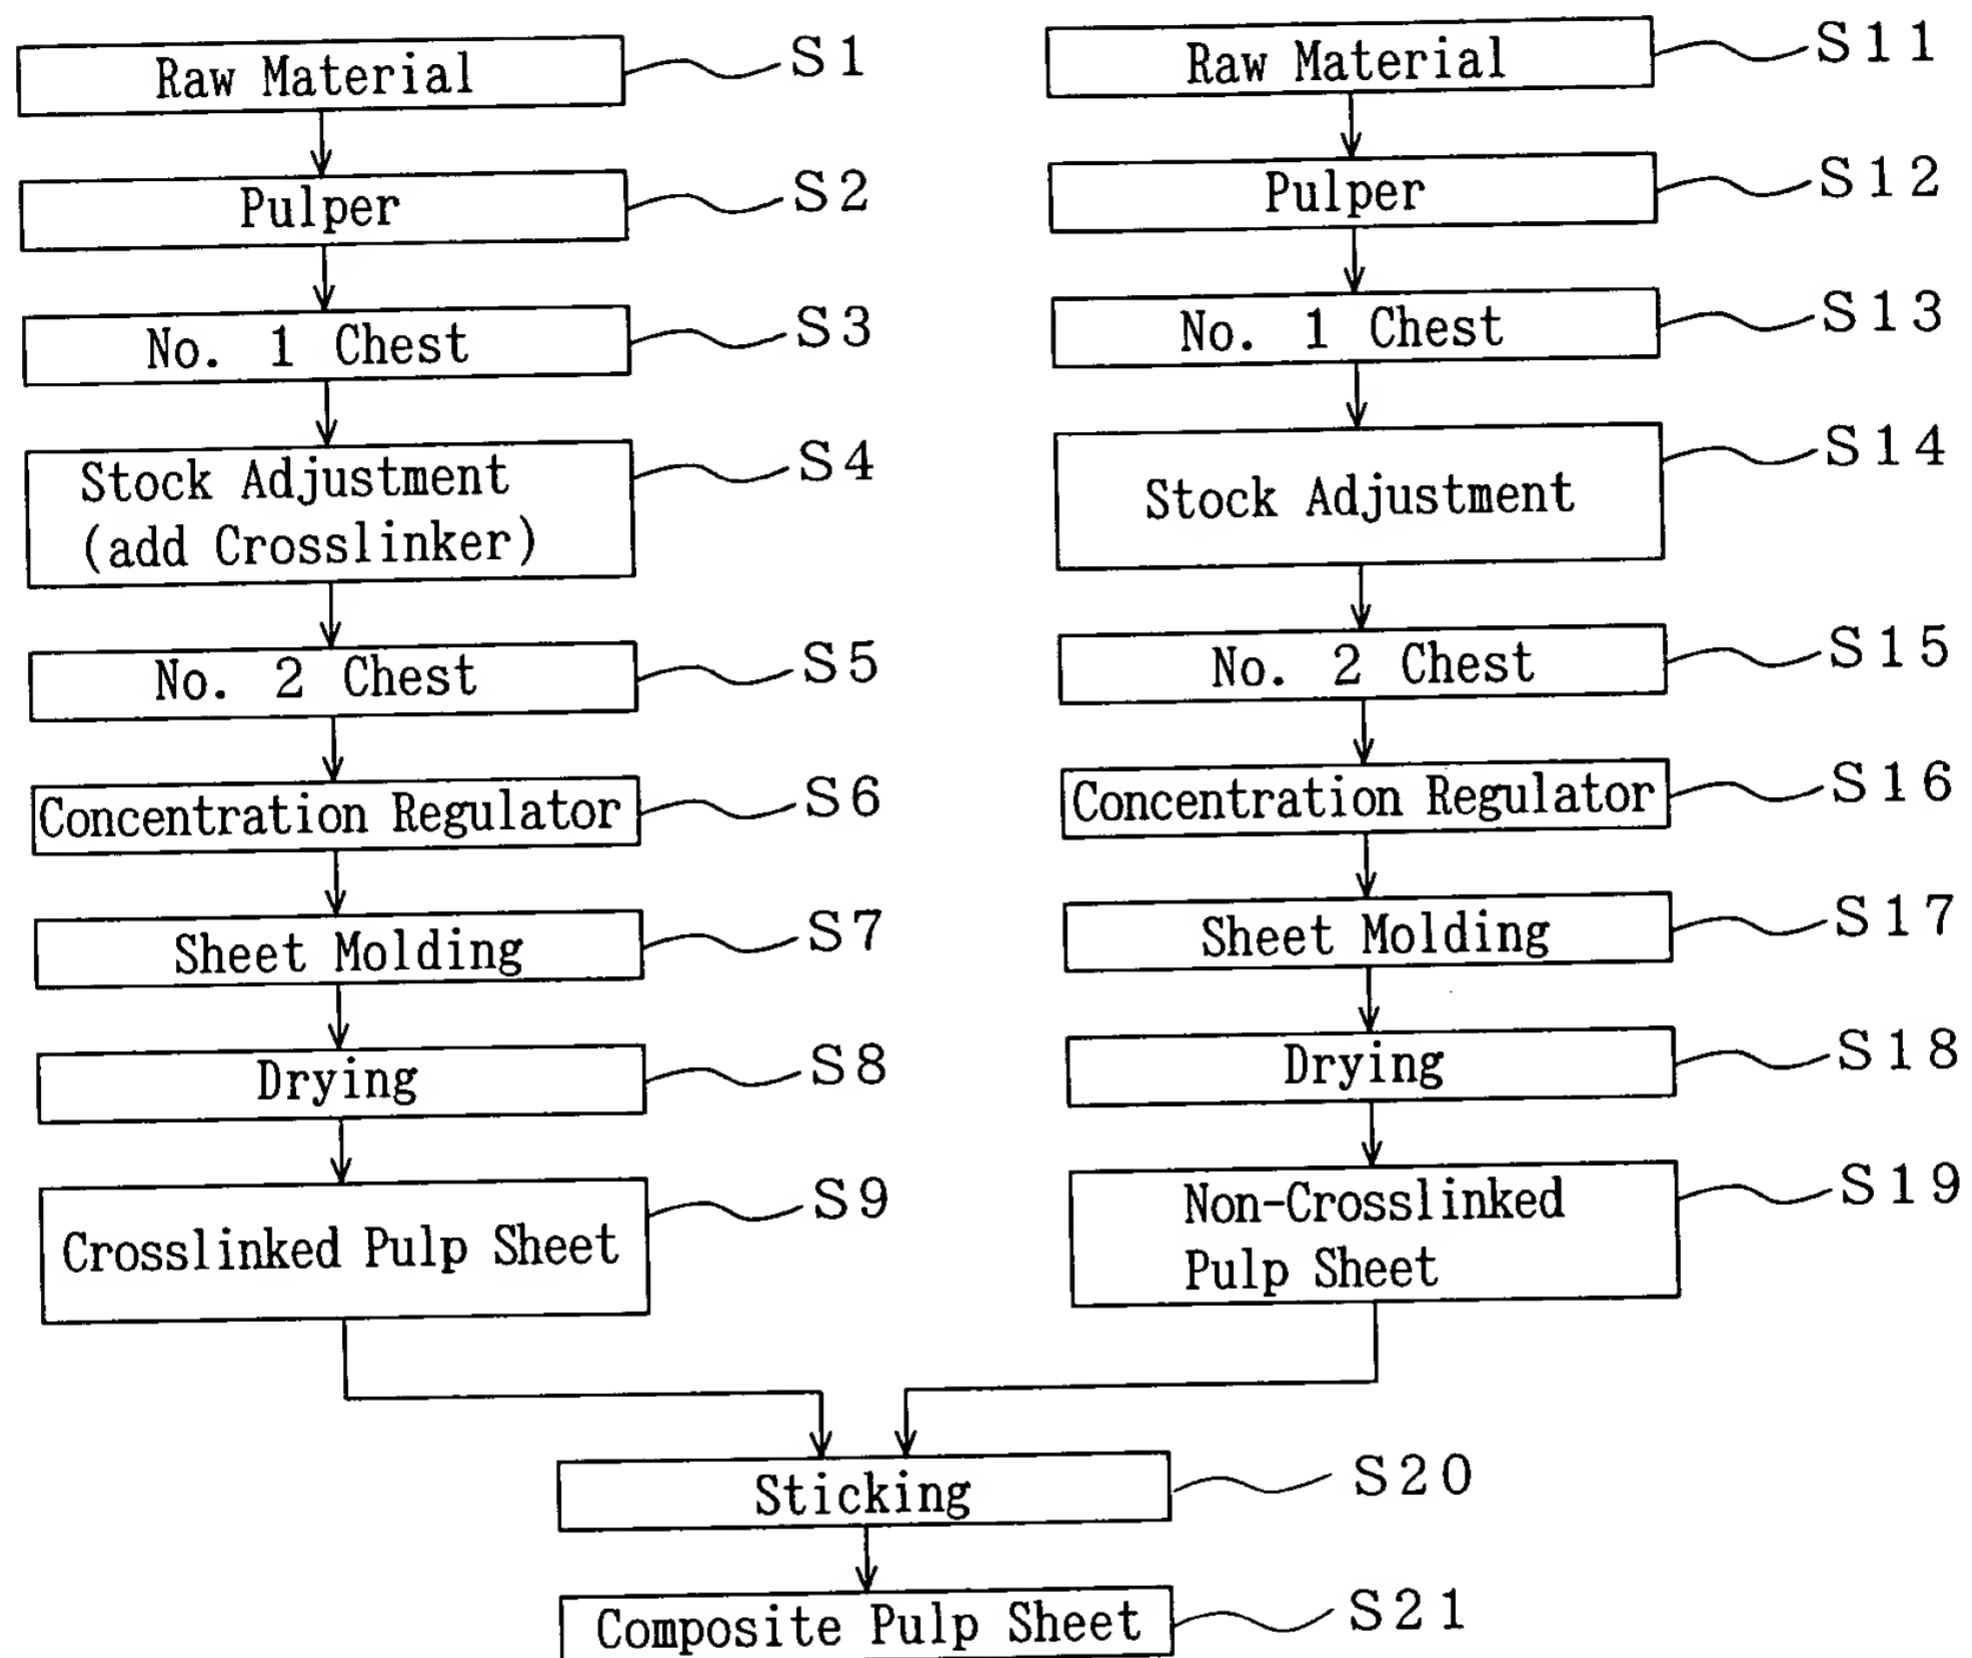 Raw Material
S1
Pulper
S2
No. 1 Chest
S3
Stock Adjustment
(add Crosslinker)
S4
No. 2 Chest
S5
Concentration Regulator
S6
Sheet Molding
S7
Drying
S8
Crosslinked Pulp Sheet
S9
Raw Material
S11
Pulper
S12
No. 1 Chest
S13
Stock Adjustment
S14
No. 2 Chest
S15
Concentration Regulator
S16
Sheet Molding
S17
Drying
S18
Non-Crosslinked
Pulp Sheet
S19
Sticking
S20
Composite Pulp Sheet
S21